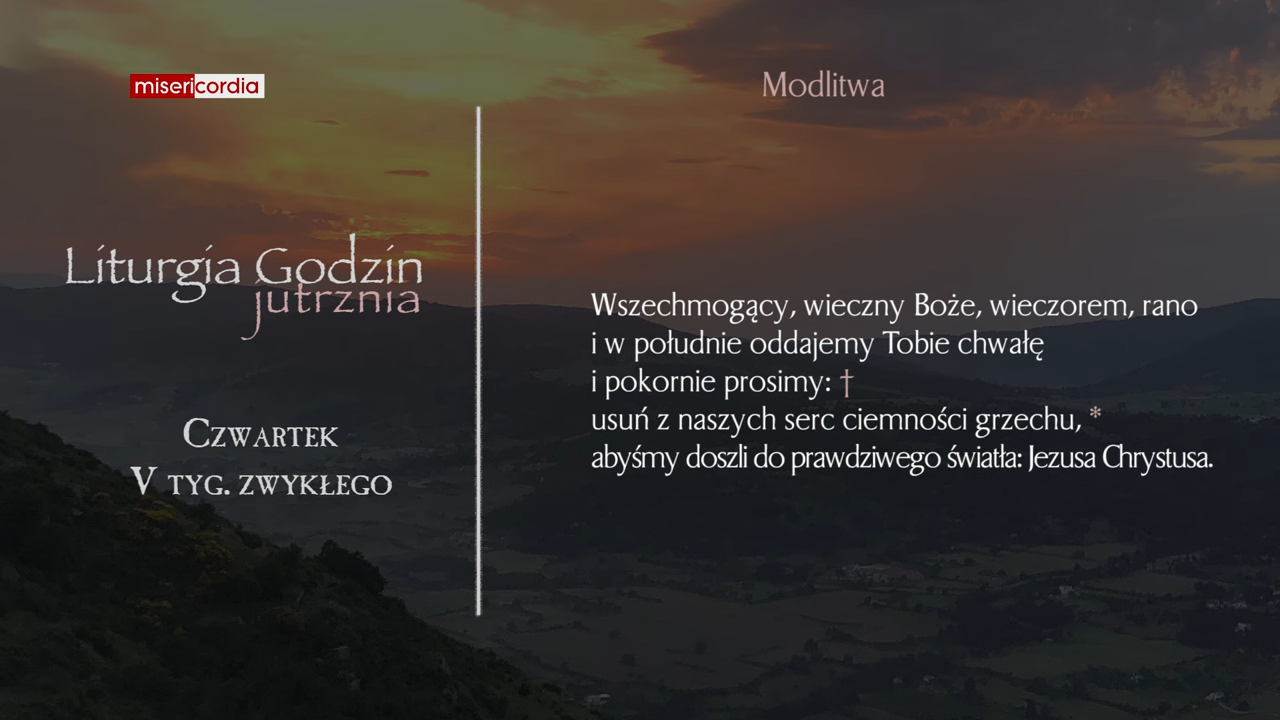 misericordia
Liturgia Godzin
jutrznia
Czwartek
V tyg. zwykłego
Modlitwa
Wszechmogący, wieczny Boże, wieczorem, rano
i w południe oddajemy Tobie chwałę
i pokornie prosimy: †
usuń z naszych serc ciemności grzechu, *
abyśmy doszli do prawdziwego światła: Jezusa Chrystusa.